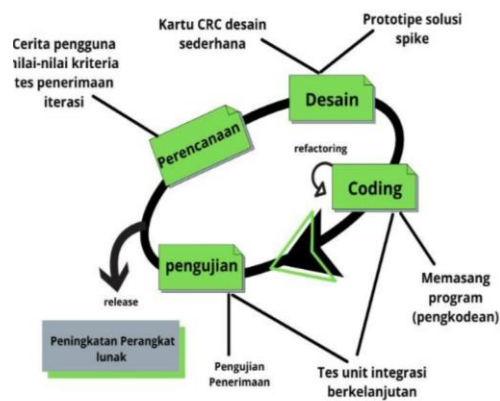 Kartu CRC desain
sederhana
Prototipe solusi
spike
Cerita pengguna
nilai-nilai kriteria
tes penerimaan
iterasi
Desain
Perencanaan
refactoring
Coding
pengujian
release
Memasang
program
(pengkodean)
Peningkatan Perangkat
lunak
Pengujian
Penerimaan
Tes unit integrasi
berkelanjutan